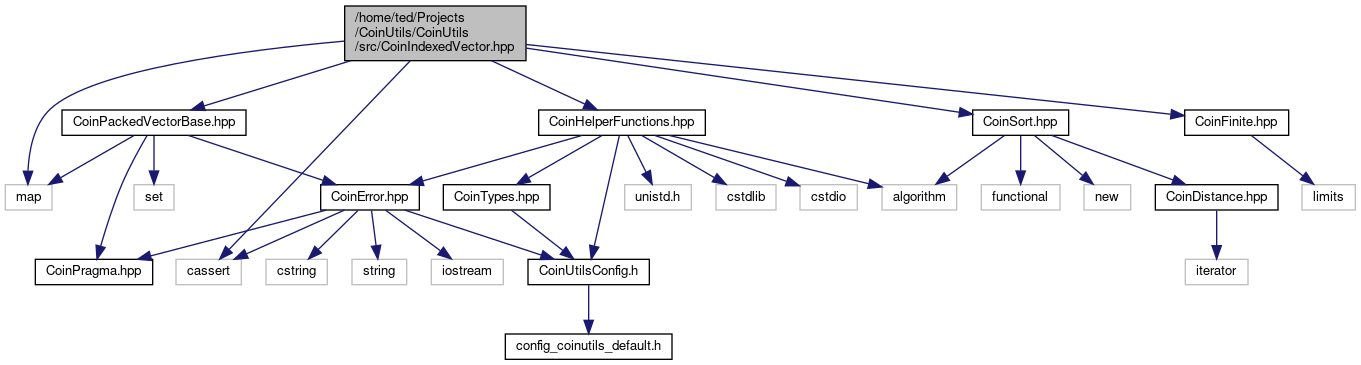 /home/ted/Projects
/CoinUtils/CoinUtils
/src/CoinIndexedVector.hpp
CoinPackedVectorBase.hpp
CoinHelperFunctions.hpp
CoinSort.hpp
CoinFinite.hpp
map
set
CoinError.hpp
CoinTypes.hpp
unistd.h
cstdlib
cstdio
algorithm
functional
new
CoinDistance.hpp
limits
CoinPragma.hpp
cassert
cstring
string
iostream
CoinUtilsConfig.h
iterator
config_coinutils_default.h